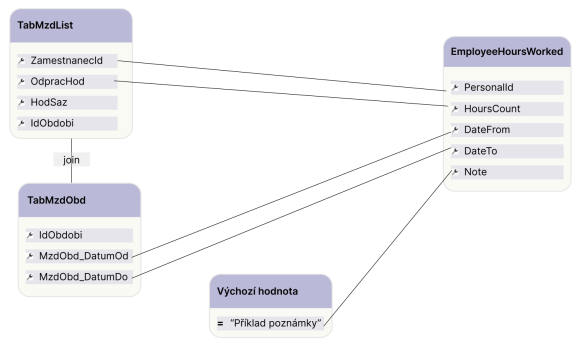 TabMzdList
ZamestnanecId
OdpracHod
HodSaz
IdObdobi
join
TabMzdObd
IdObdobi
MzdObd_DatumOd
MzdObd_DatumDo
Výchozí hodnota
= "Příklad poznámky"
EmployeeHoursWorked
PersonalId
HoursCount
DateFrom
DateTo
Note